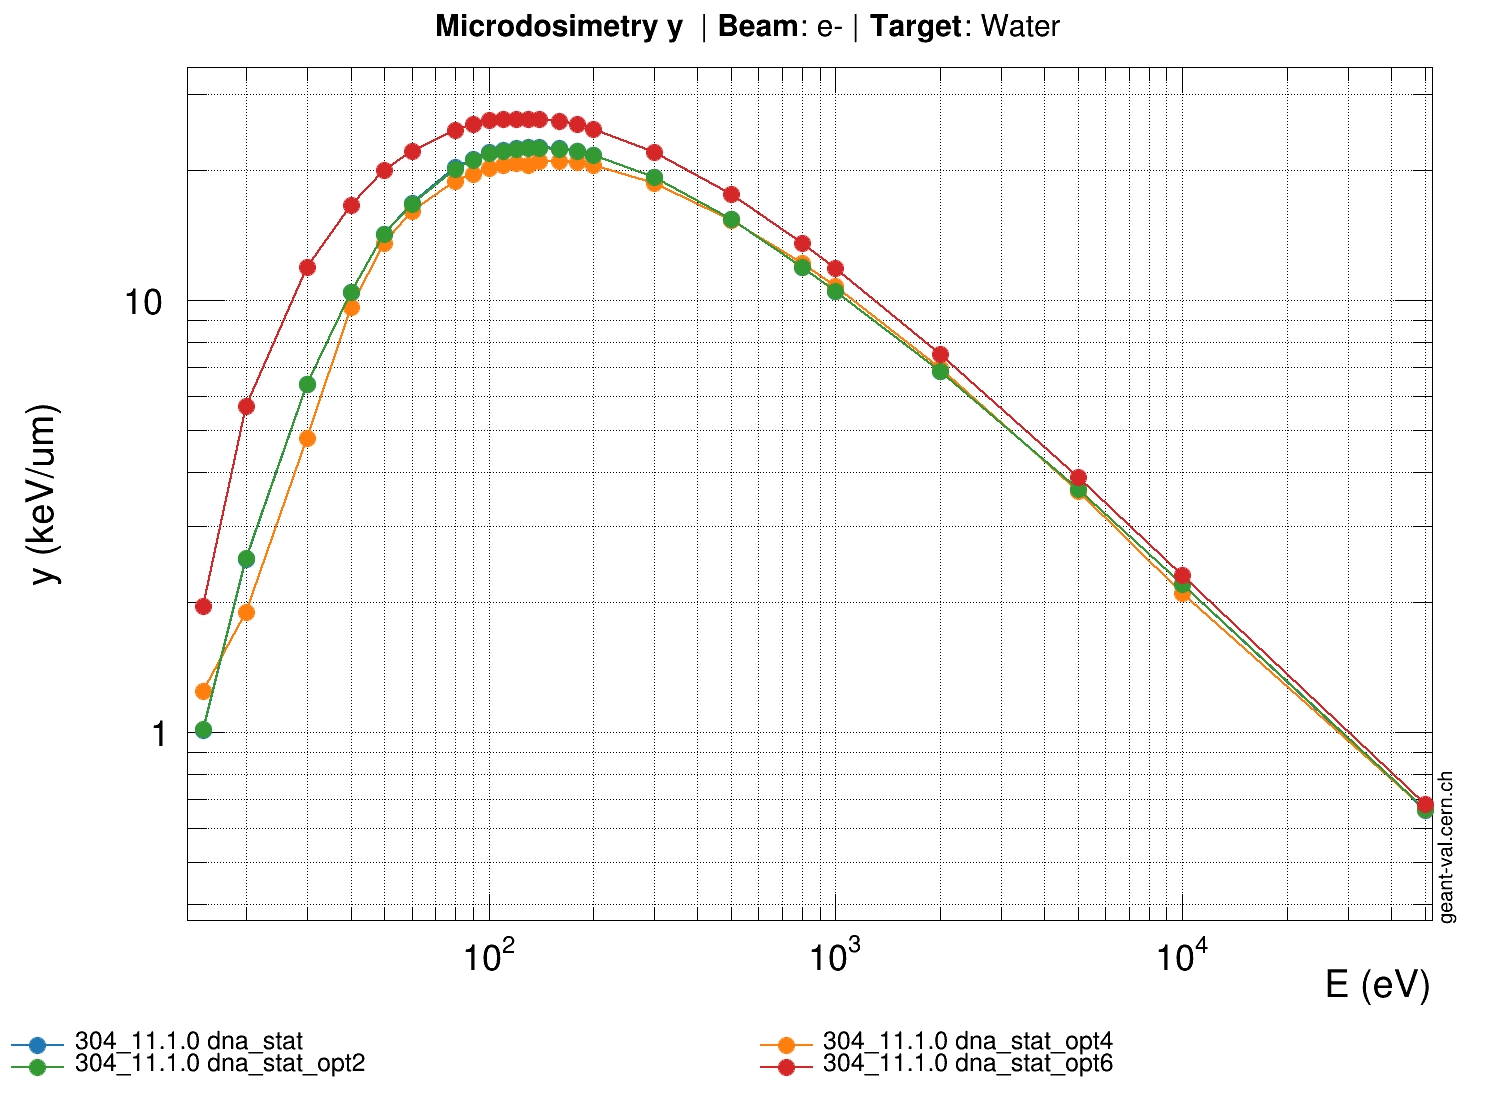 Microdosimetry y | Beam: e- | Target: Water
y (keV/um)
10
1
10²
10³
10⁴
E (eV)
geant-val.cern.ch
304_11.1.0 dna_stat
304_11.1.0 dna_stat_opt4
304_11.1.0 dna_stat_opt2
304_11.1.0 dna_stat_opt6